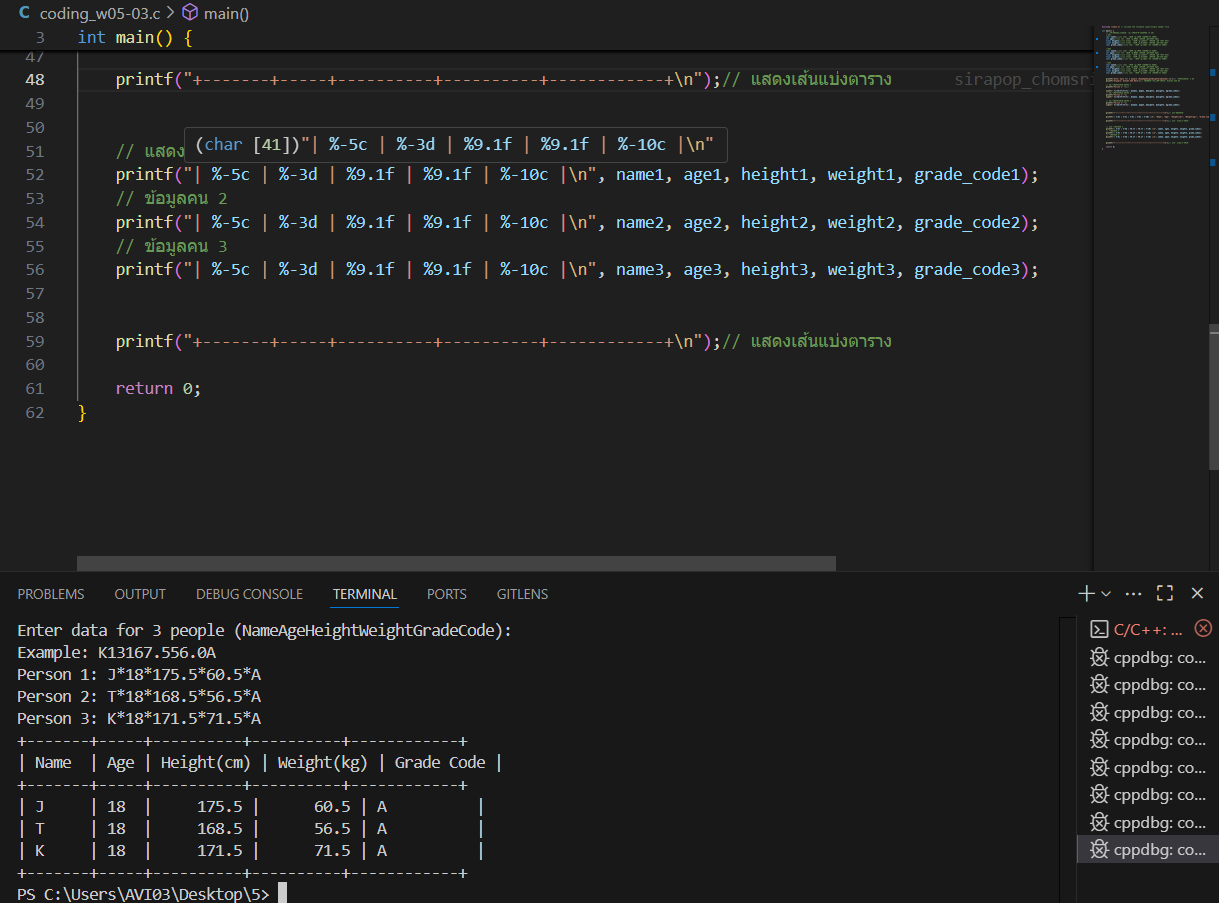 coding_w05-03.c > main()
3 int main() {
47
48 printf("+-------+-----+----------+----------+------------+\n");// แสดงเส้นแบ่งตาราง
49
50
(char [41])"| %-5c | %-3d | %9.1f | %9.1f | %-10c |\n"
51 // แสดง
52 printf("| %-5c | %-3d | %9.1f | %9.1f | %-10c |\n", name1, age1, height1, weight1, grade_code1);
53 // ข้อมูลคน 2
54 printf("| %-5c | %-3d | %9.1f | %9.1f | %-10c |\n", name2, age2, height2, weight2, grade_code2);
55 // ข้อมูลคน 3
56 printf("| %-5c | %-3d | %9.1f | %9.1f | %-10c |\n", name3, age3, height3, weight3, grade_code3);
57
58
59 printf("+-------+-----+----------+----------+------------+\n");// แสดงเส้นแบ่งตาราง
60
61 return 0;
62 }
PROBLEMS OUTPUT DEBUG CONSOLE TERMINAL PORTS GITLENS
Enter data for 3 people (NameAgeHeightWeightGradeCode):
Example: K13167.556.0A
Person 1: J*18*175.5*60.5*A
Person 2: T*18*168.5*56.5*A
Person 3: K*18*171.5*71.5*A
+-------+-----+----------+----------+------------+
| Name  | Age | Height(cm) | Weight(kg) | Grade Code |
+-------+-----+----------+----------+------------+
| J     | 18  |     175.5 |      60.5 | A          |
| T     | 18  |     168.5 |      56.5 | A          |
| K     | 18  |     171.5 |      71.5 | A          |
+-------+-----+----------+----------+------------+
PS C:\Users\AVI03\Desktop\5>
C/C++: ...
cppdbg: co...
cppdbg: co...
cppdbg: co...
cppdbg: co...
cppdbg: co...
cppdbg: co...
cppdbg: co...
cppdbg: co...